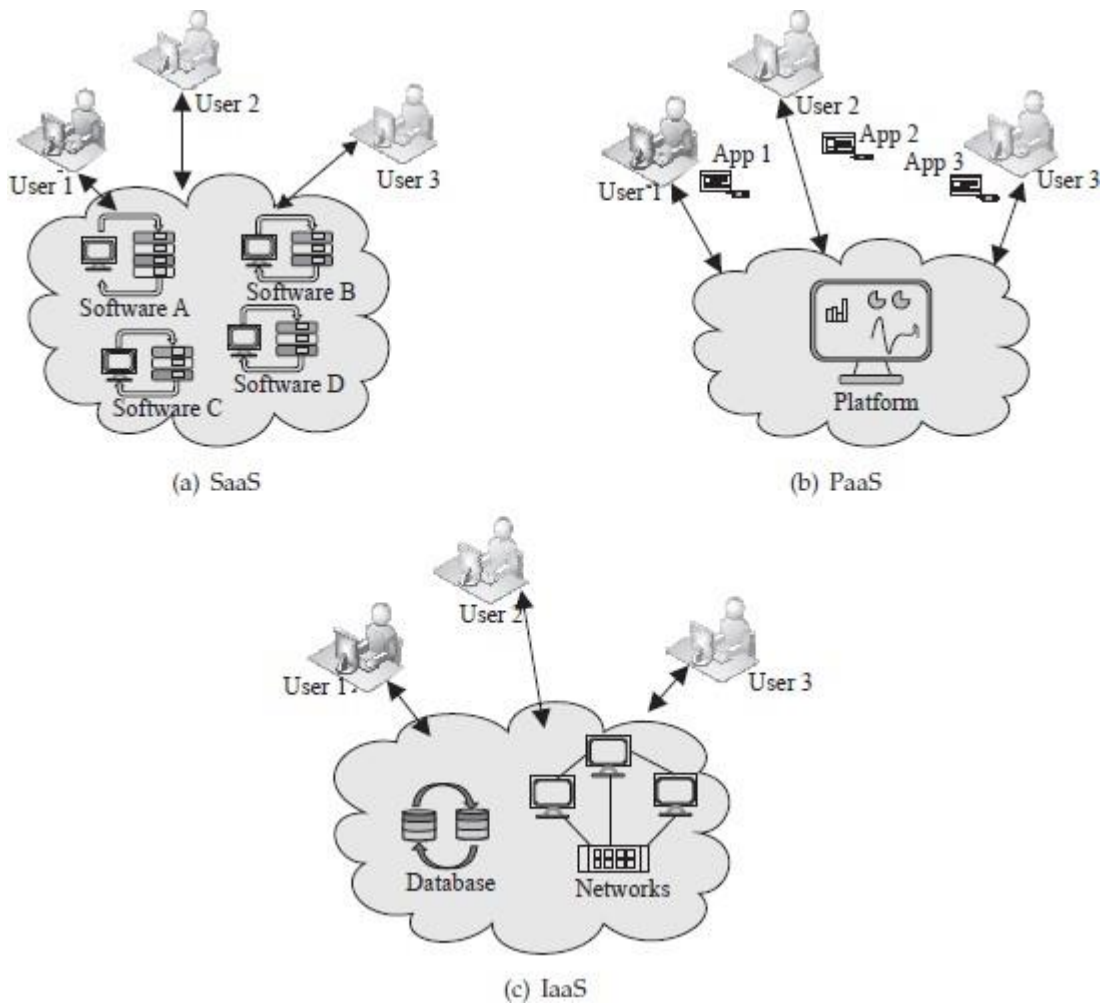 User 2
User 1
User 3
Software A
Software B
Software C
Software D
(a) SaaS
User 2
App 2
App 1
App 3
User 1
User 3
Platform
(b) PaaS
User 2
User 1
User 3
Database
Networks
(c) IaaS